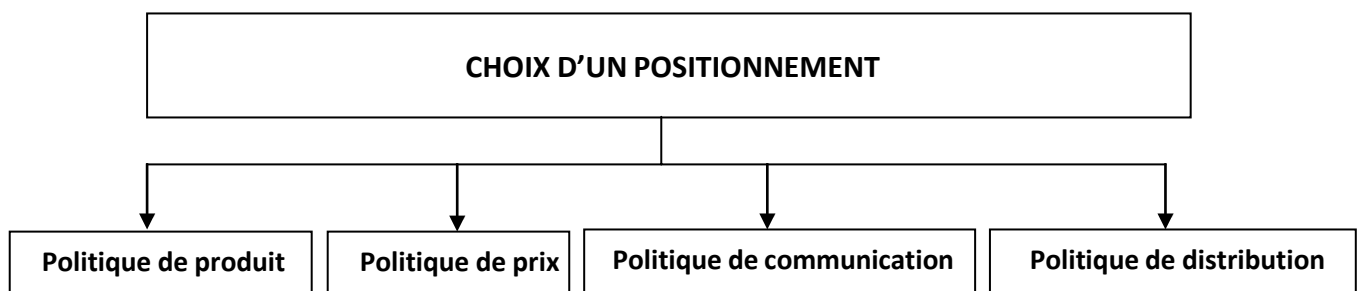 CHOIX D’UN POSITIONNEMENT
Politique de produit
Politique de prix
Politique de communication
Politique de distribution